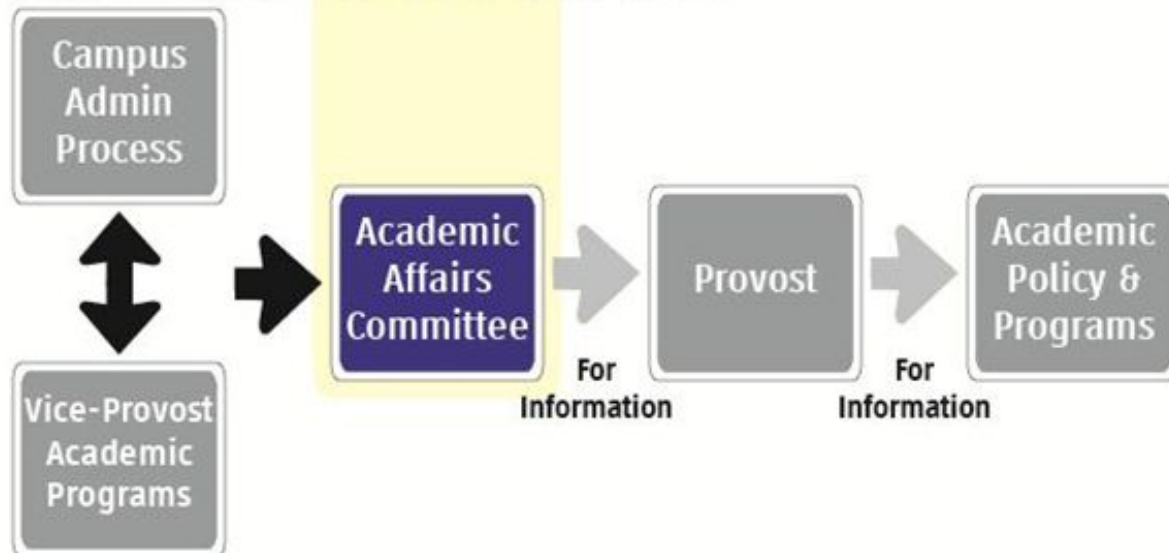 Campus
Admin
Process
Vice-Provost
Academic
Programs
Academic
Affairs
Committee
For
Information
Provost
For
Information
Academic
Policy &
Programs